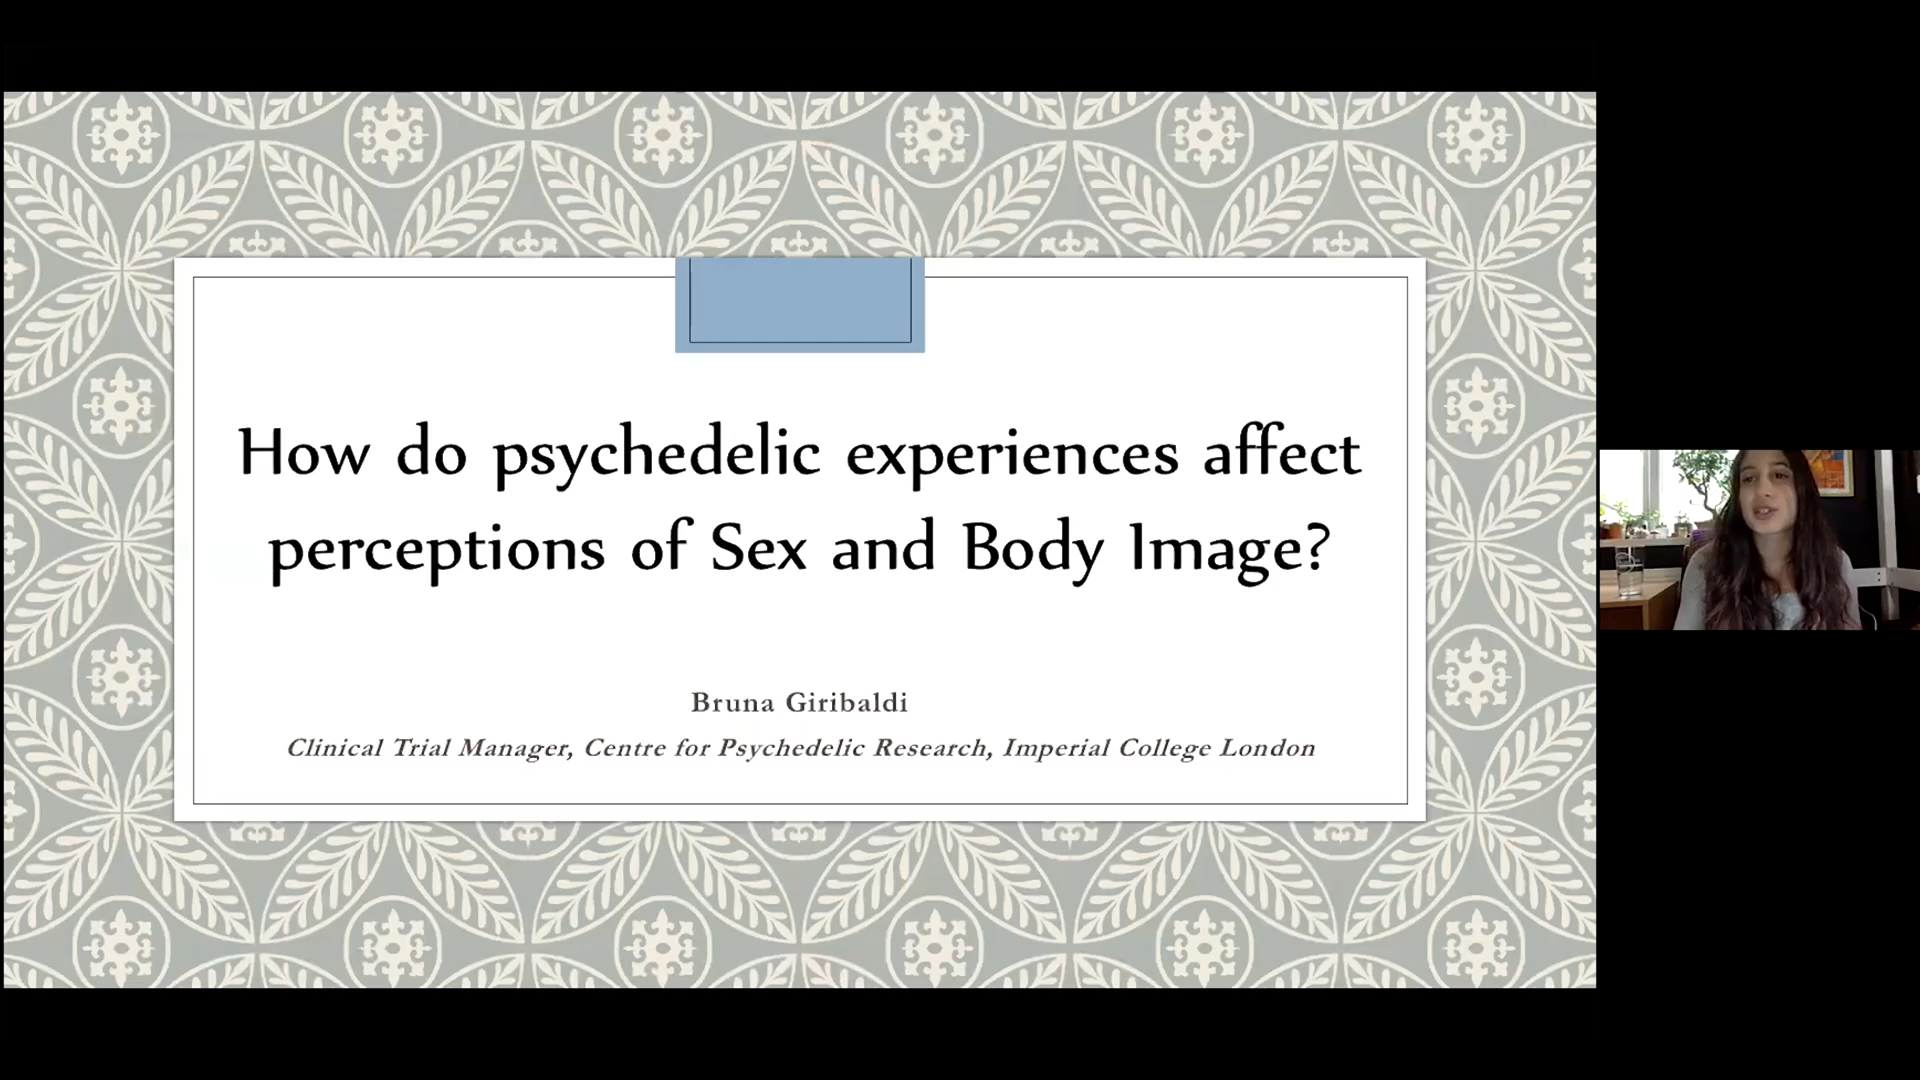 How do psychedelic experiences affect
perceptions of Sex and Body Image?
Bruna Giribaldi
Clinical Trial Manager, Centre for Psychedelic Research, Imperial College London